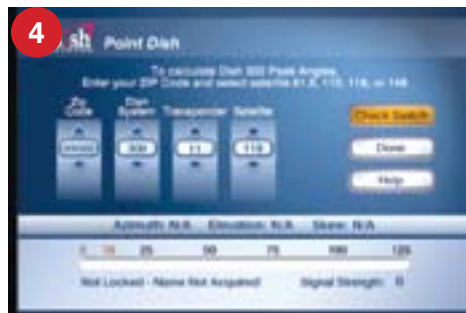 4
sh Point Dish
To calculate Dish 500 Peak Angles,
Enter your ZIP Code and select satellite 61.5, 110, 119, or 148
Zip Code
Dish System
Transponder
Satellite
11
119
Check Switch
Done
Help
Azimuth: N/A Elevation: N/A Skew: N/A
0 10 25 50 75 100 125
Not Locked - Name Not Acquired Signal Strength: 0